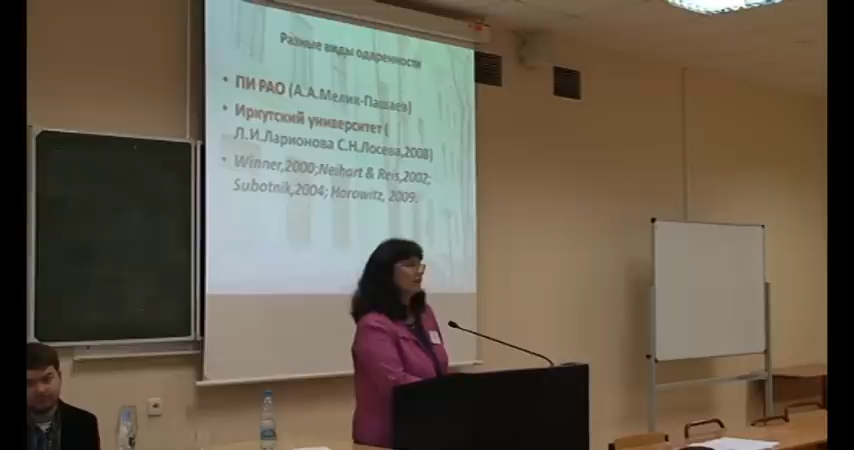 Разные виды одаренности
• ПИ РАО (А.А.Мелик-Пашаев)
• Иркутский университет (
Л.И.Ларионова С.Н.Лосева,2008)
• Winner,2000;Neihart & Reis,2002;
Subotnik,2004; Horowitz, 2009.